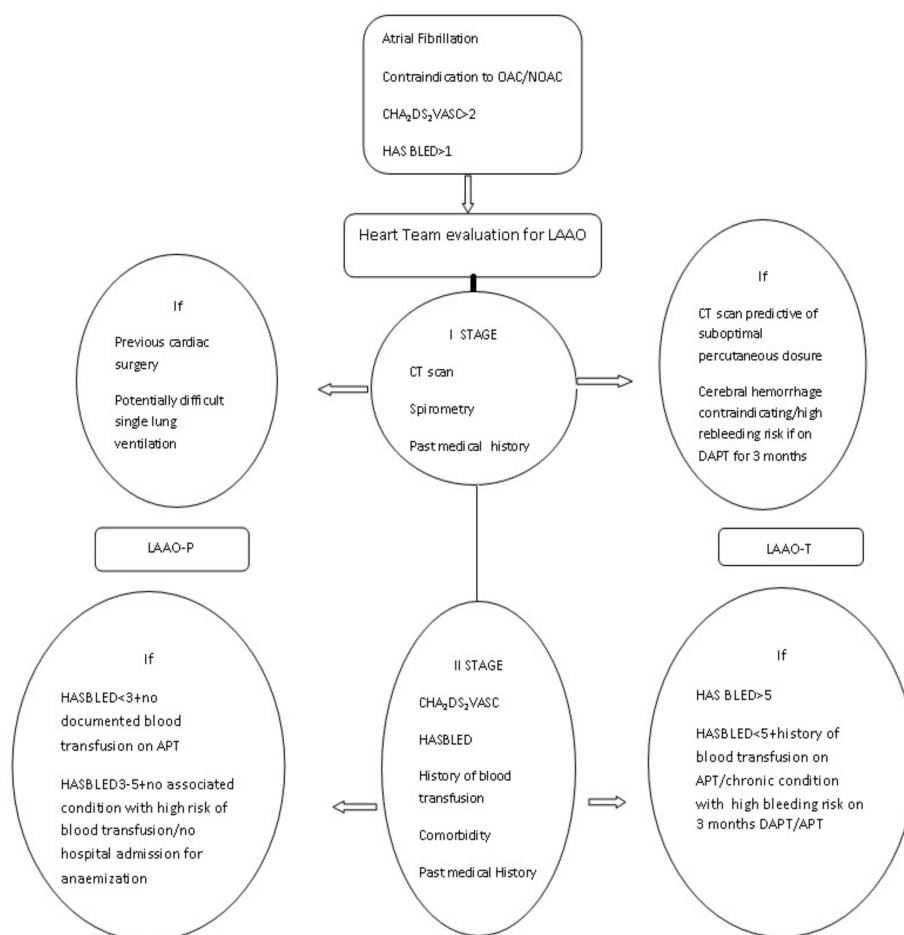 Atrial Fibrillation
Contraindication to OAC/NOAC
CHA₂DS₂VASC>2
HAS BLED>1
Heart Team evaluation for LAAO
If
Previous cardiac
surgery
Potentially difficult
single lung
ventilation
I STAGE
CT scan
Spirometry
Past medical history
If
CT scan predictive of
suboptimal
percutaneous closure
Cerebral hemorrhage
contraindicating/high
rebleeding risk if on
DAPT for 3 months
LAAO-P
LAAO-T
If
HASBLED<3+no
documented blood
transfusion on APT
HASBLED3-5+no associated
condition with high risk of
blood transfusion/no
hospital admission for
anaemization
II STAGE
CHA₂DS₂VASC
HASBLED
History of blood
transfusion
Comorbidity
Past medical History
If
HAS BLED>5
HASBLED<5+history of
blood transfusion on
APT/chronic condition
with high bleeding risk on
3 months DAPT/APT